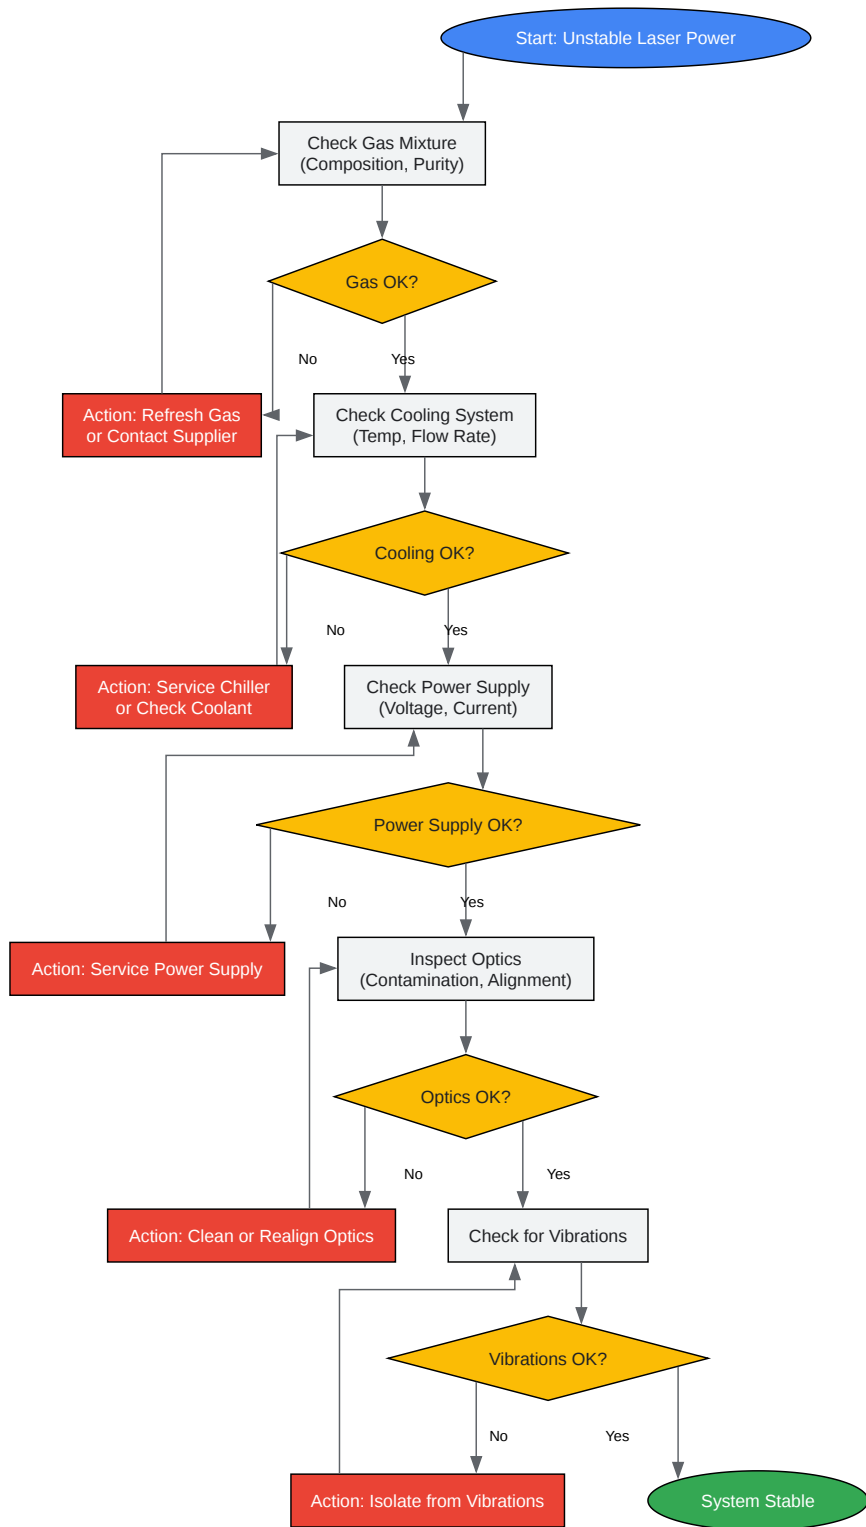 Start: Unstable Laser Power
Check Gas Mixture
(Composition, Purity)
Gas OK?
No
Yes
Action: Refresh Gas
or Contact Supplier
Check Cooling System
(Temp, Flow Rate)
Cooling OK?
No
Yes
Action: Service Chiller
or Check Coolant
Check Power Supply
(Voltage, Current)
Power Supply OK?
No
Yes
Action: Service Power Supply
Inspect Optics
(Contamination, Alignment)
Optics OK?
No
Yes
Action: Clean or Realign Optics
Check for Vibrations
Vibrations OK?
No
Yes
Action: Isolate from Vibrations
System Stable